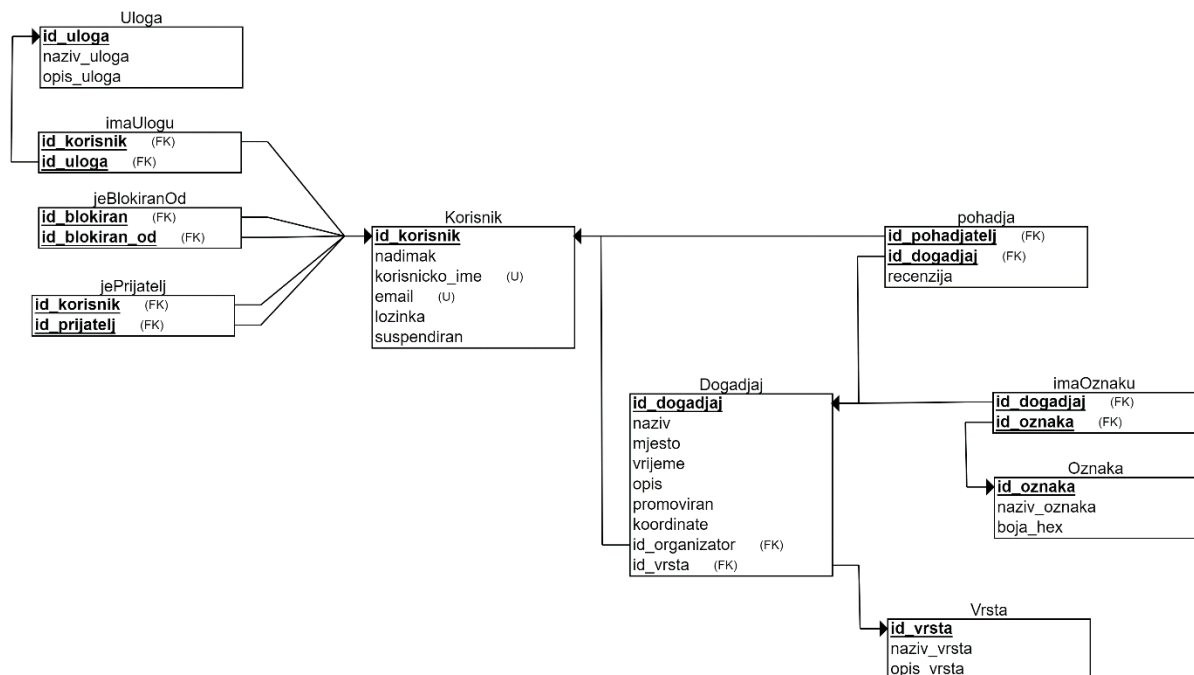 Uloga
id_uloga
naziv_uloga
opis_uloga
imaUlogu
id_korisnik (FK)
id_uloga (FK)
jeBlokiranOd
id_blokiran (FK)
id_blokiran_od (FK)
jePrijatelj
id_korisnik (FK)
id_prijatelj (FK)
Korisnik
id_korisnik
nadimak
korisnicko_ime (U)
email (U)
lozinka
suspendiran
pohadja
id_pohadjatelj (FK)
id_dogadjaj (FK)
recenzija
Dogadjaj
id_dogadjaj
naziv
mjesto
vrijeme
opis
promoviran
koordinate
id_organizator (FK)
id_vrsta (FK)
imaOznaku
id_dogadjaj (FK)
id_oznaka (FK)
Oznaka
id_oznaka
naziv_oznaka
boja_hex
Vrsta
id_vrsta
naziv_vrsta
opis_vrsta